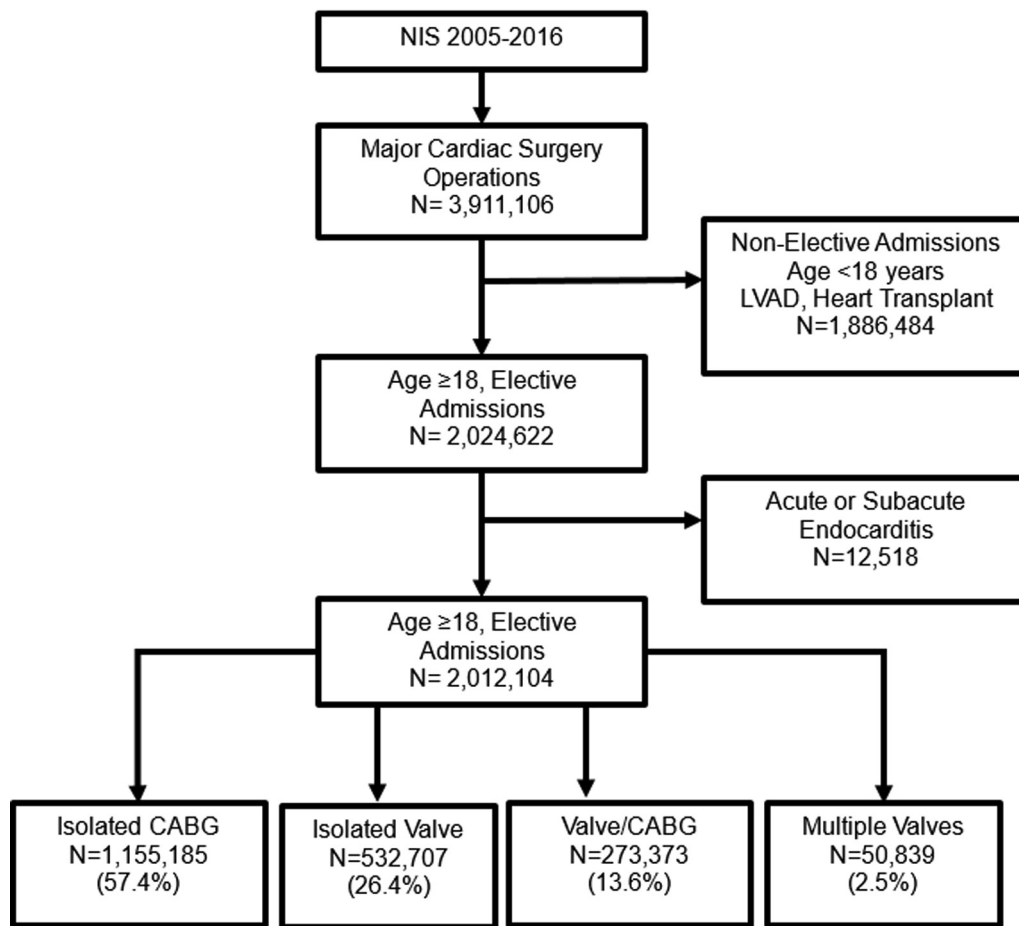 NIS 2005-2016
Major Cardiac Surgery
Operations
N= 3,911,106
Non-Elective Admissions
Age <18 years
LVAD, Heart Transplant
N=1,886,484
Age ≥18, Elective
Admissions
N= 2,024,622
Acute or Subacute
Endocarditis
N=12,518
Age ≥18, Elective
Admissions
N= 2,012,104
Isolated CABG
N=1,155,185
(57.4%)
Isolated Valve
N=532,707
(26.4%)
Valve/CABG
N=273,373
(13.6%)
Multiple Valves
N=50,839
(2.5%)